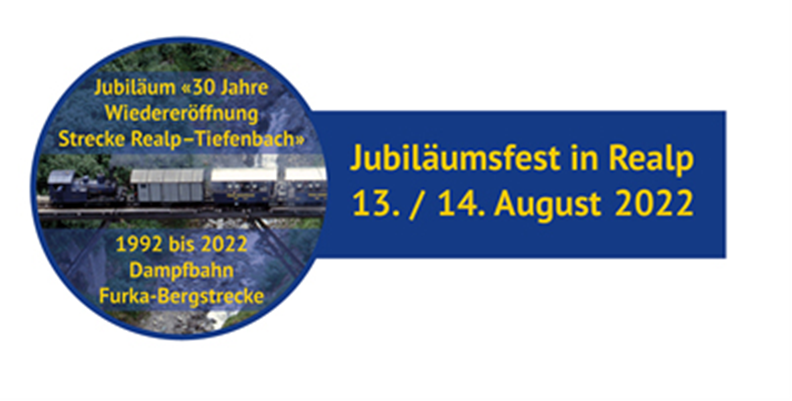 Jubiläum «30 Jahre
Wiedereröffnung
Strecke Realp–Tiefenbach»
1992 bis 2022
Dampfbahn
Furka-Bergstrecke
Jubiläumsfest in Realp
13. / 14. August 2022